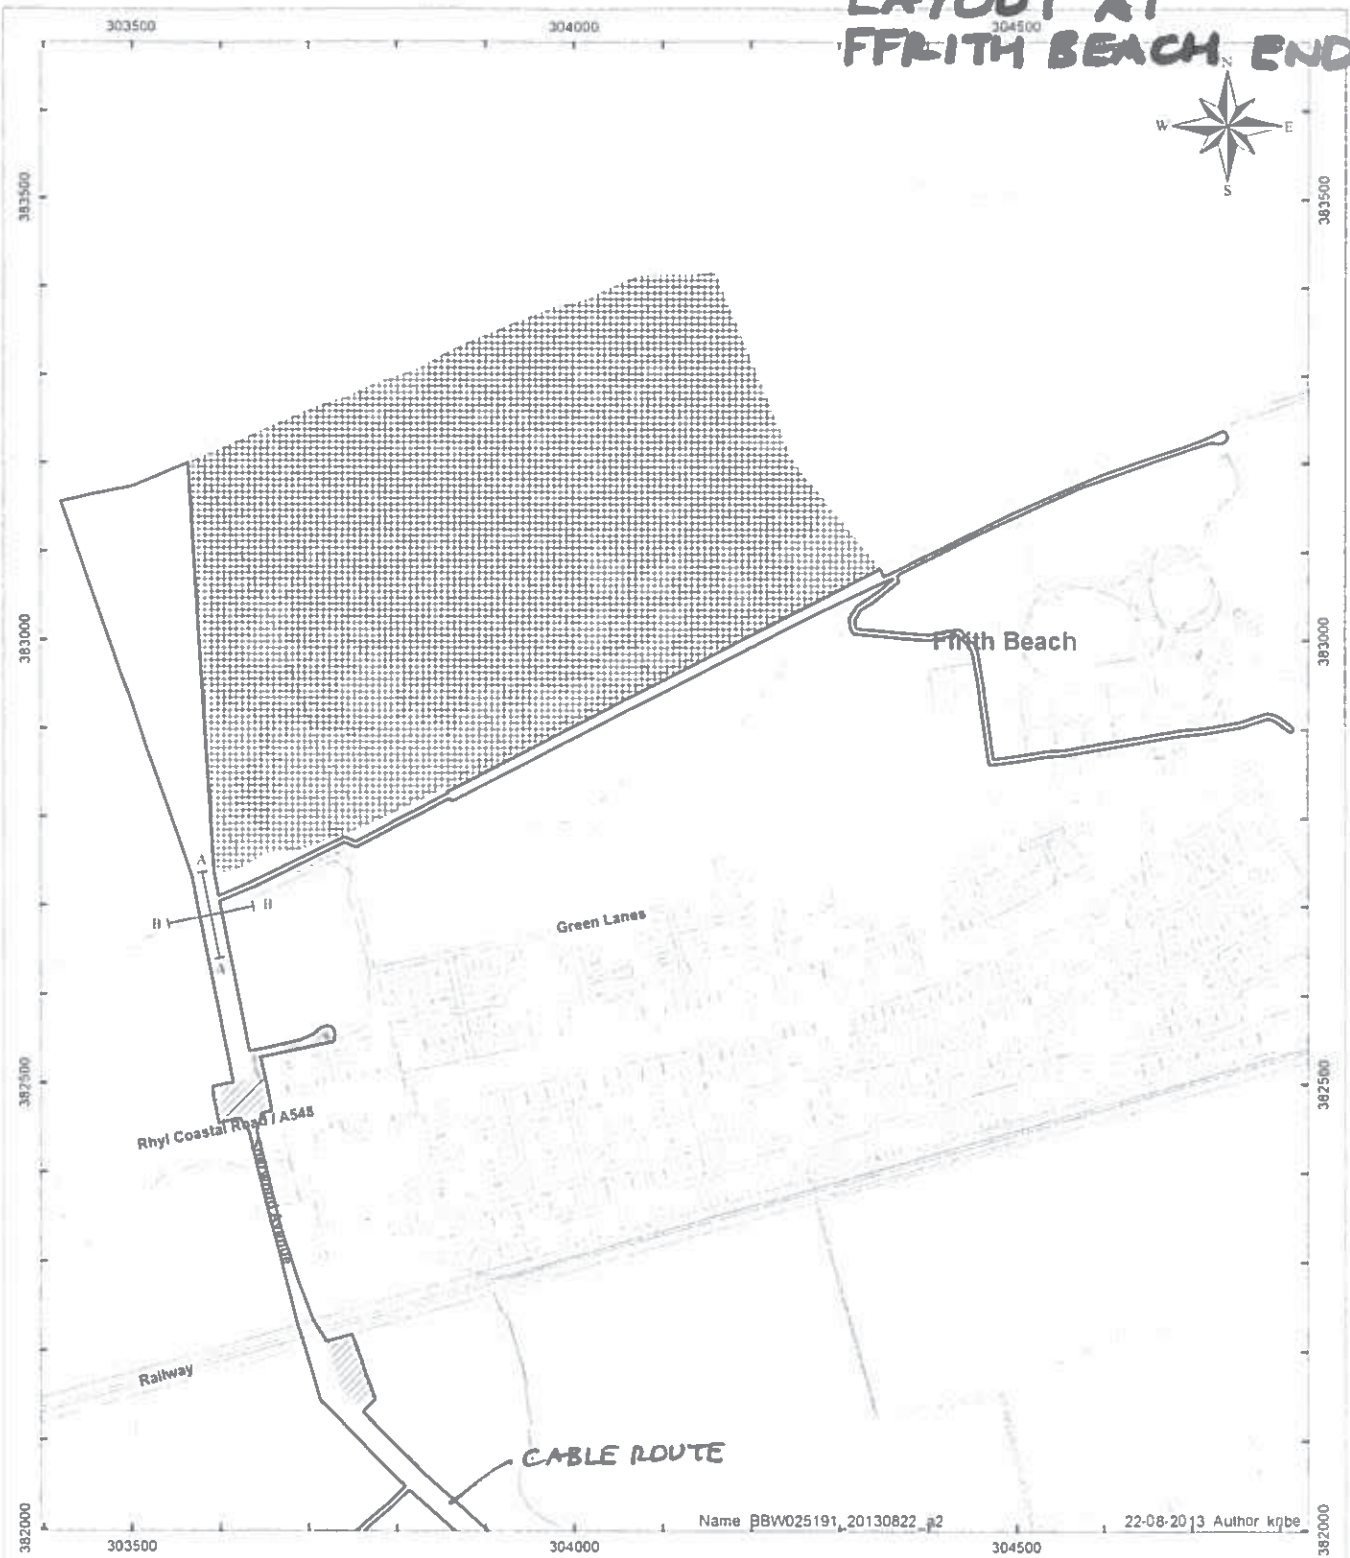 LAYOUT AT
FFRITH BEACH END
303500 304000 304500
N
W E
S
383500 383500
383000 383000
Ffrith Beach
A
B B
A
Green Lanes
382500 382500
Rhyl Coastal Road / A548
Railway
CABLE ROUTE
382000 382000
Name BBW025191_20130822_a2 22-08-2013 Author knbe
303500 304000 304500